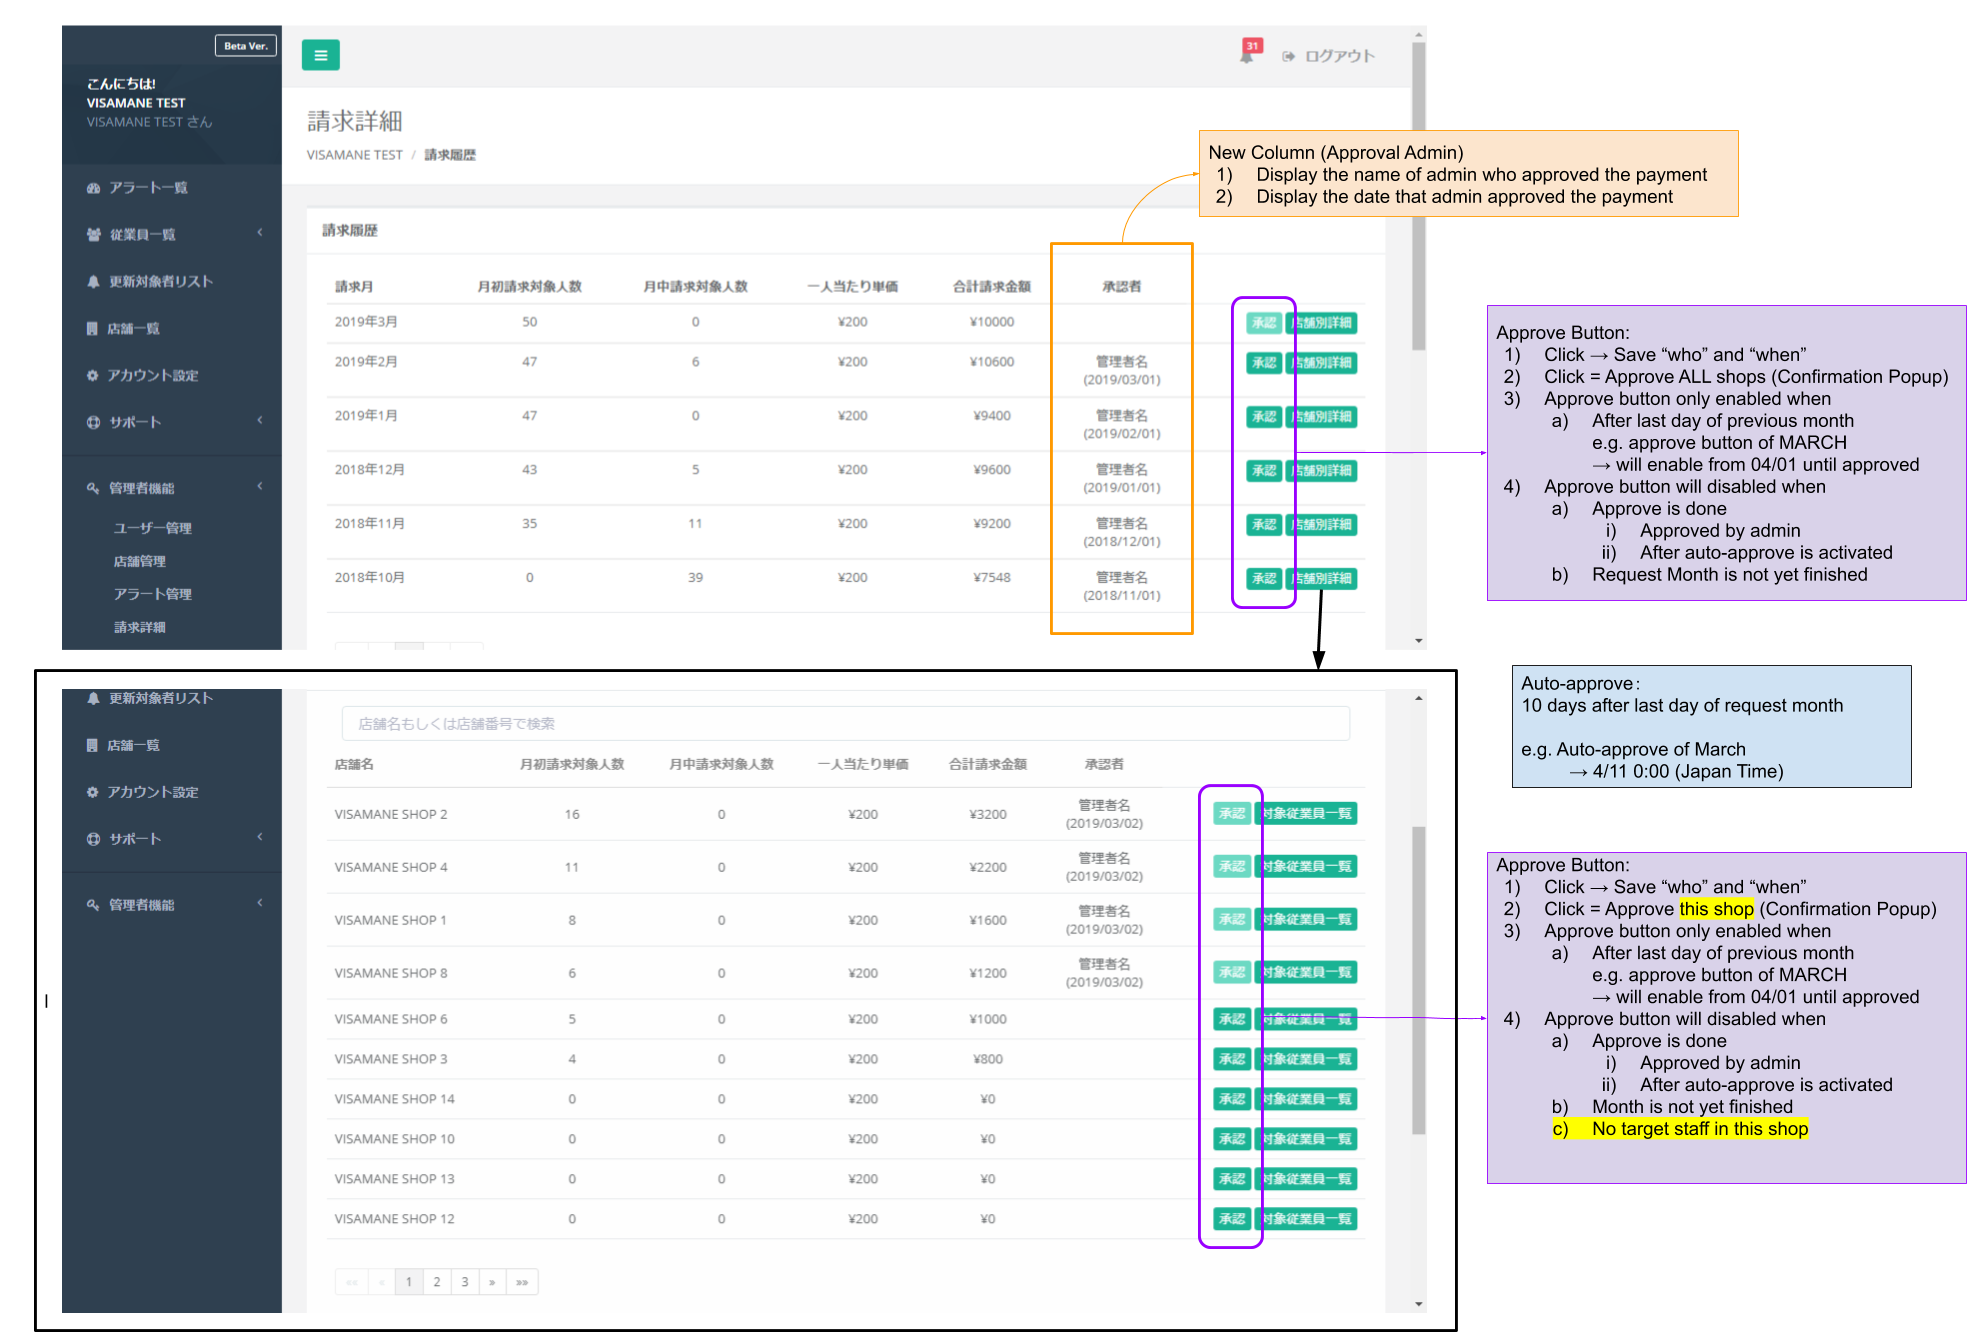 Beta Ver.
こんにちは!
VISAMANE TEST
VISAMANE TEST さん
アラート一覧
従業員一覧
更新対象者リスト
店舗一覧
アカウント設定
サポート
管理者機能
ユーザー管理
店舗管理
アラート管理
請求詳細
31
ログアウト
請求詳細
VISAMANE TEST / 請求履歴
請求履歴
請求月 月初請求対象人数 月中請求対象人数 一人当たり単価 合計請求金額 承認者
2019年3月 50 0 ¥200 ¥10000 承認 店舗別詳細
2019年2月 47 6 ¥200 ¥10600 管理者名 承認 店舗別詳細
(2019/03/01)
2019年1月 47 0 ¥200 ¥9400 管理者名 承認 店舗別詳細
(2019/02/01)
2018年12月 43 5 ¥200 ¥9600 管理者名 承認 店舗別詳細
(2019/01/01)
2018年11月 35 11 ¥200 ¥9200 管理者名 承認 店舗別詳細
(2018/12/01)
2018年10月 0 39 ¥200 ¥7548 管理者名 承認 店舗別詳細
(2018/11/01)
New Column (Approval Admin)
1) Display the name of admin who approved the payment
2) Display the date that admin approved the payment
Approve Button:
1) Click → Save “who” and “when”
2) Click = Approve ALL shops (Confirmation Popup)
3) Approve button only enabled when
a) After last day of previous month
e.g. approve button of MARCH
→ will enable from 04/01 until approved
4) Approve button will disabled when
a) Approve is done
i) Approved by admin
ii) After auto-approve is activated
b) Request Month is not yet finished
Auto-approve :
10 days after last day of request month
e.g. Auto-approve of March
→ 4/11 0:00 (Japan Time)
更新対象者リスト
店舗一覧
アカウント設定
サポート
管理者機能
店舗名もしくは店舗番号で検索
店舗名 月初請求対象人数 月中請求対象人数 一人当たり単価 合計請求金額 承認者
VISAMANE SHOP 2 16 0 ¥200 ¥3200 管理者名 承認 対象従業員一覧
(2019/03/02)
VISAMANE SHOP 4 11 0 ¥200 ¥2200 管理者名 承認 対象従業員一覧
(2019/03/02)
VISAMANE SHOP 1 8 0 ¥200 ¥1600 管理者名 承認 対象従業員一覧
(2019/03/02)
VISAMANE SHOP 8 6 0 ¥200 ¥1200 管理者名 承認 対象従業員一覧
(2019/03/02)
VISAMANE SHOP 6 5 0 ¥200 ¥1000 承認 対象従業員一覧
VISAMANE SHOP 3 4 0 ¥200 ¥800 承認 対象従業員一覧
VISAMANE SHOP 14 0 0 ¥200 ¥0 承認 対象従業員一覧
VISAMANE SHOP 10 0 0 ¥200 ¥0 承認 対象従業員一覧
VISAMANE SHOP 13 0 0 ¥200 ¥0 承認 対象従業員一覧
VISAMANE SHOP 12 0 0 ¥200 ¥0 承認 対象従業員一覧
«« « 1 2 3 » »»
l
Approve Button:
1) Click → Save “who” and “when”
2) Click = Approve this shop (Confirmation Popup)
3) Approve button only enabled when
a) After last day of previous month
e.g. approve button of MARCH
→ will enable from 04/01 until approved
4) Approve button will disabled when
a) Approve is done
i) Approved by admin
ii) After auto-approve is activated
b) Month is not yet finished
c) No target staff in this shop